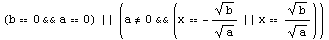 (b == 0 && a == 0) || (a ≠ 0 && (x == -√b/√a || x == √b/√a))